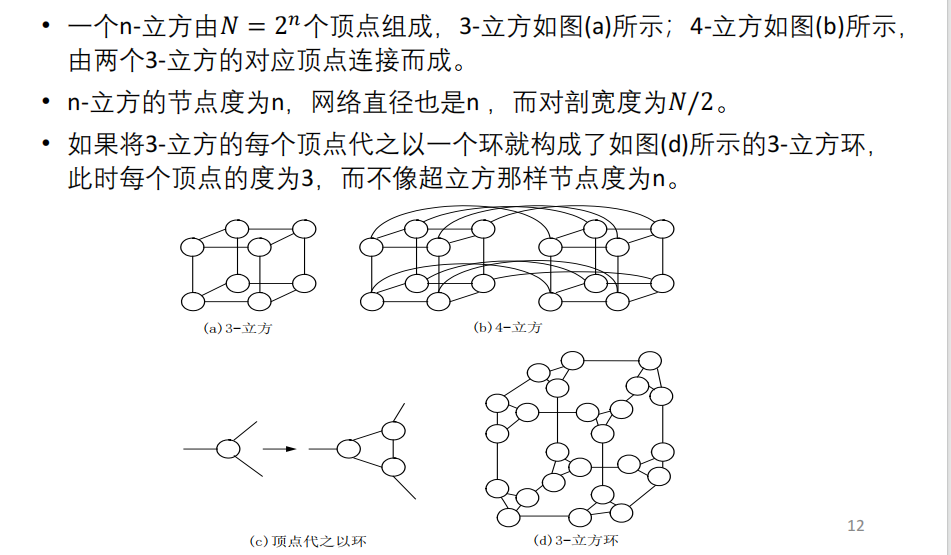 • 一个n-立方由N = 2ⁿ个顶点组成，3-立方如图(a)所示；4-立方如图(b)所示，
由两个3-立方的对应顶点连接而成。
• n-立方的节点度为n，网络直径也是n ，而对剖宽度为N/2。
• 如果将3-立方的每个顶点代之以一个环就构成了如图(d)所示的3-立方环，
此时每个顶点的度为3，而不像超立方那样节点度为n。
(a)3-立方
(b)4-立方
(c)顶点代之以环
(d)3-立方环
12